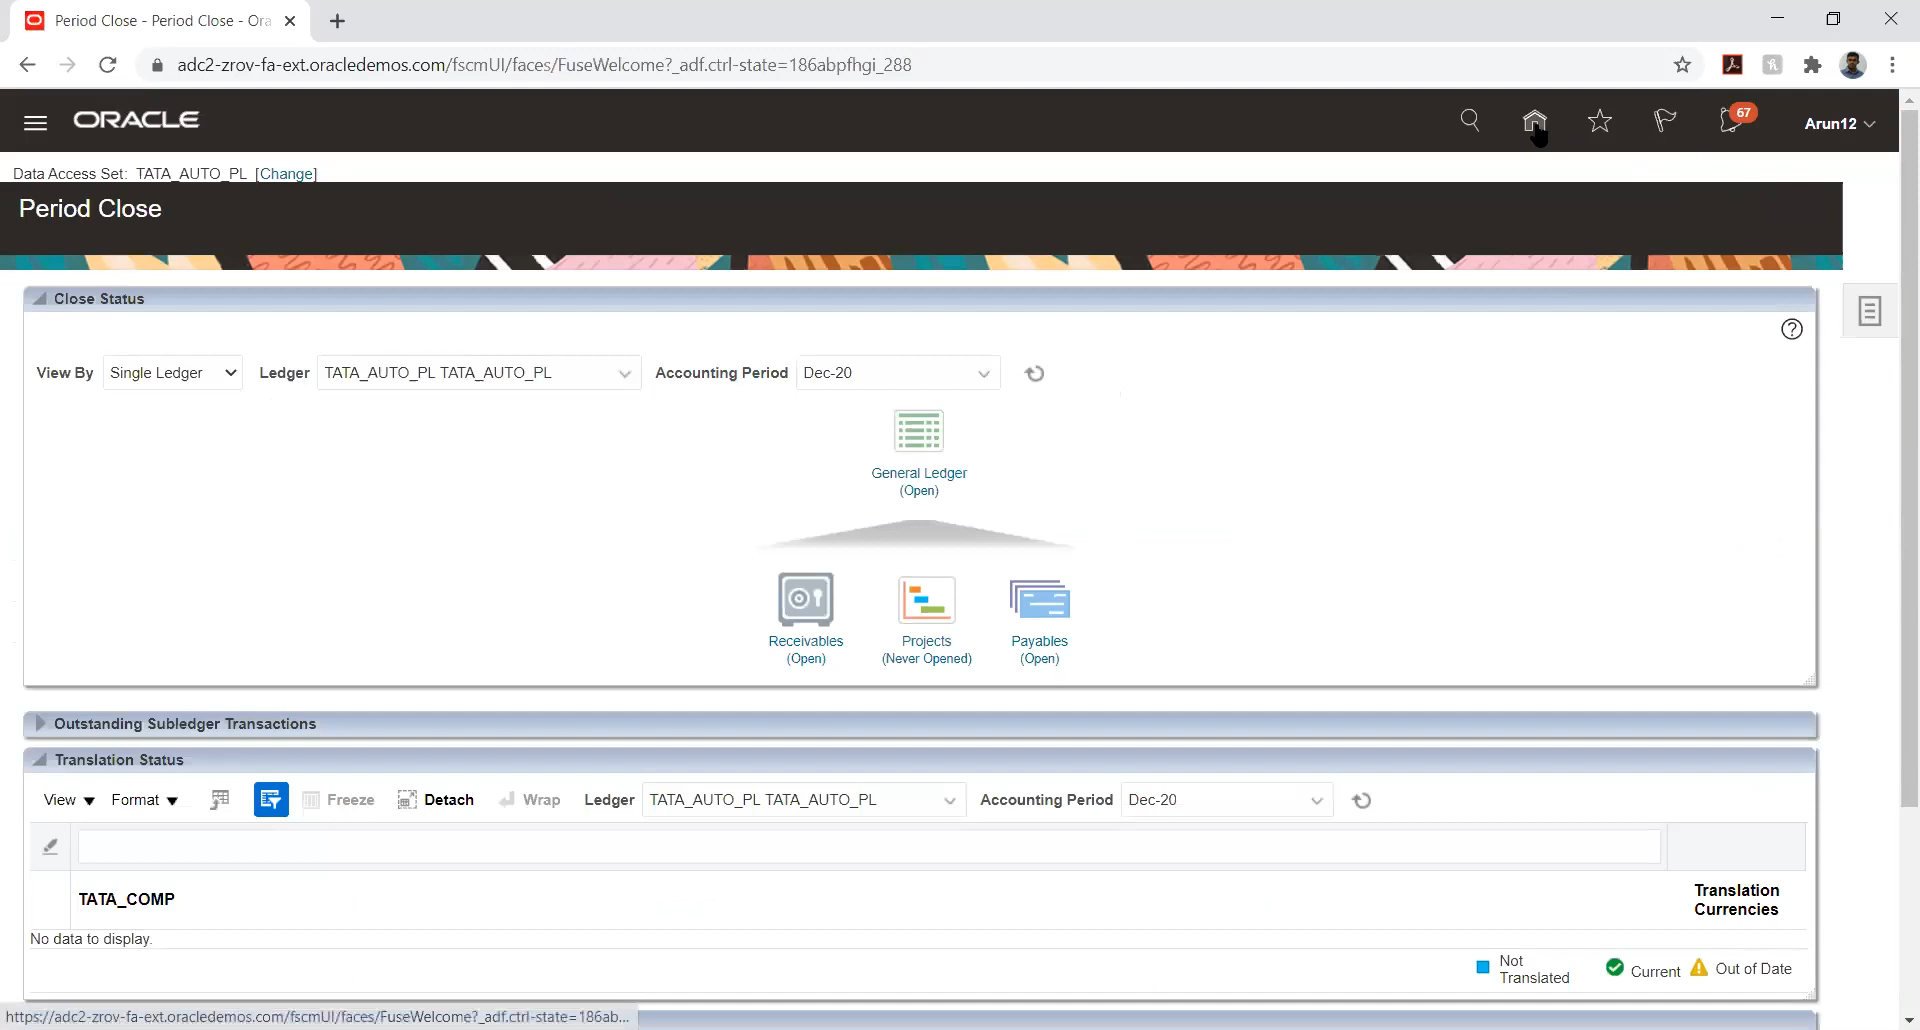 Period Close - Period Close - Ora
adc2-zrov-fa-ext.oracledemos.com/fscmUI/faces/FuseWelcome?_adf.ctrl-state=186abpfhgi_288
ORACLE
67
Arun12
Data Access Set: TATA_AUTO_PL [Change]
Period Close
Close Status
View By Single Ledger Ledger TATA_AUTO_PL TATA_AUTO_PL Accounting Period Dec-20
General Ledger
(Open)
Receivables
(Open)
Projects
(Never Opened)
Payables
(Open)
Outstanding Subledger Transactions
Translation Status
View Format Freeze Detach Wrap Ledger TATA_AUTO_PL TATA_AUTO_PL Accounting Period Dec-20
TATA_COMP
Translation
Currencies
No data to display.
Not
Translated
Current
Out of Date
https://adc2-zrov-fa-ext.oracledemos.com/fscmUI/faces/FuseWelcome?_adf.ctrl-state=186ab...